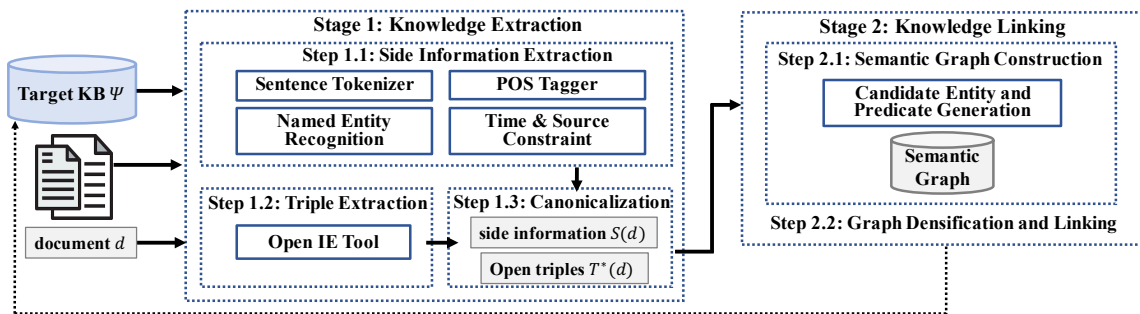 Target KB Ψ
document d
Stage 1: Knowledge Extraction
Step 1.1: Side Information Extraction
Sentence Tokenizer
POS Tagger
Named Entity
Recognition
Time & Source
Constraint
Step 1.2: Triple Extraction
Open IE Tool
Step 1.3: Canonicalization
side information S(d)
Open triples T*(d)
Stage 2: Knowledge Linking
Step 2.1: Semantic Graph Construction
Candidate Entity and
Predicate Generation
Semantic
Graph
Step 2.2: Graph Densification and Linking